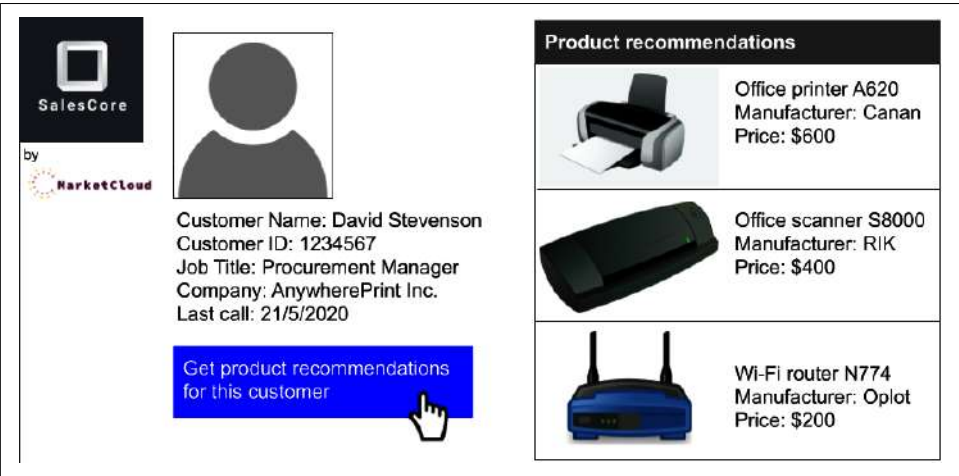 SalesCore
by
MarketCloud
Customer Name: David Stevenson
Customer ID: 1234567
Job Title: Procurement Manager
Company: AnywherePrint Inc.
Last call: 21/5/2020
Get product recommendations
for this customer
Product recommendations
Office printer A620
Manufacturer: Canan
Price: $600
Office scanner S8000
Manufacturer: RIK
Price: $400
Wi-Fi router N774
Manufacturer: Oplot
Price: $200